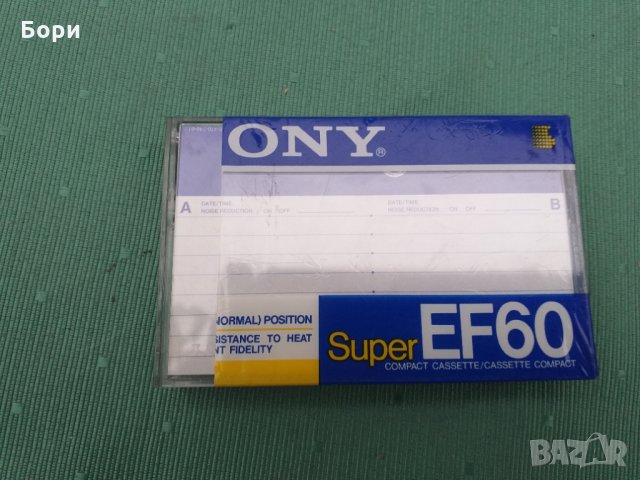 Бори
ONY®
A DATE/TIME DATE/TIME B
NOISE REDUCTION ON OFF NOISE REDUCTION ON OFF
NORMAL) POSITION
SISTANCE TO HEAT
NT FIDELITY
Super EF60
COMPACT CASSETTE/CASSETTE COMPACT
BAZAR